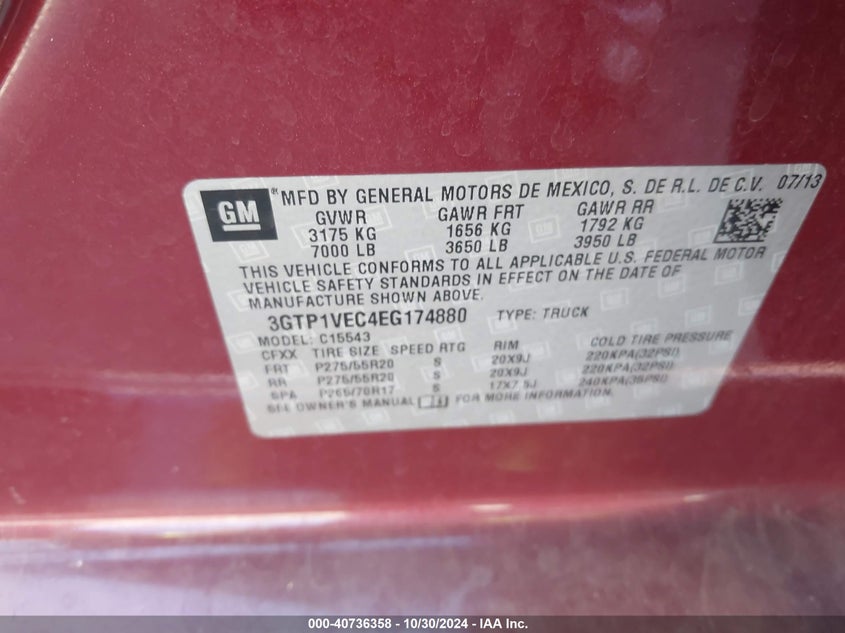 GM ® MFD BY GENERAL MOTORS DE MEXICO, S. DE R.L. DE C.V. 07/13
GVWR GAWR FRT GAWR RR
3175 KG 1656 KG 1792 KG
7000 LB 3650 LB 3950 LB
THIS VEHICLE CONFORMS TO ALL APPLICABLE U.S. FEDERAL MOTOR
VEHICLE SAFETY STANDARDS IN EFFECT ON THE DATE OF
MANUFACTURE SHOWN ABOVE.
3GTP1VEC4EG174880 TYPE: TRUCK
MODEL: C15543
CFXX TIRE SIZE SPEED RTG RIM COLD TIRE PRESSURE
FRT P275/55R20 S 20X9J 220KPA(32PSI)
RR P275/55R20 S 20X9J 220KPA(32PSI)
SPA P265/70R17 S 17X7.5J 240KPA(35PSI)
SEE OWNER'S MANUAL FOR MORE INFORMATION.
000-40736358 - 10/30/2024 - IAA Inc.